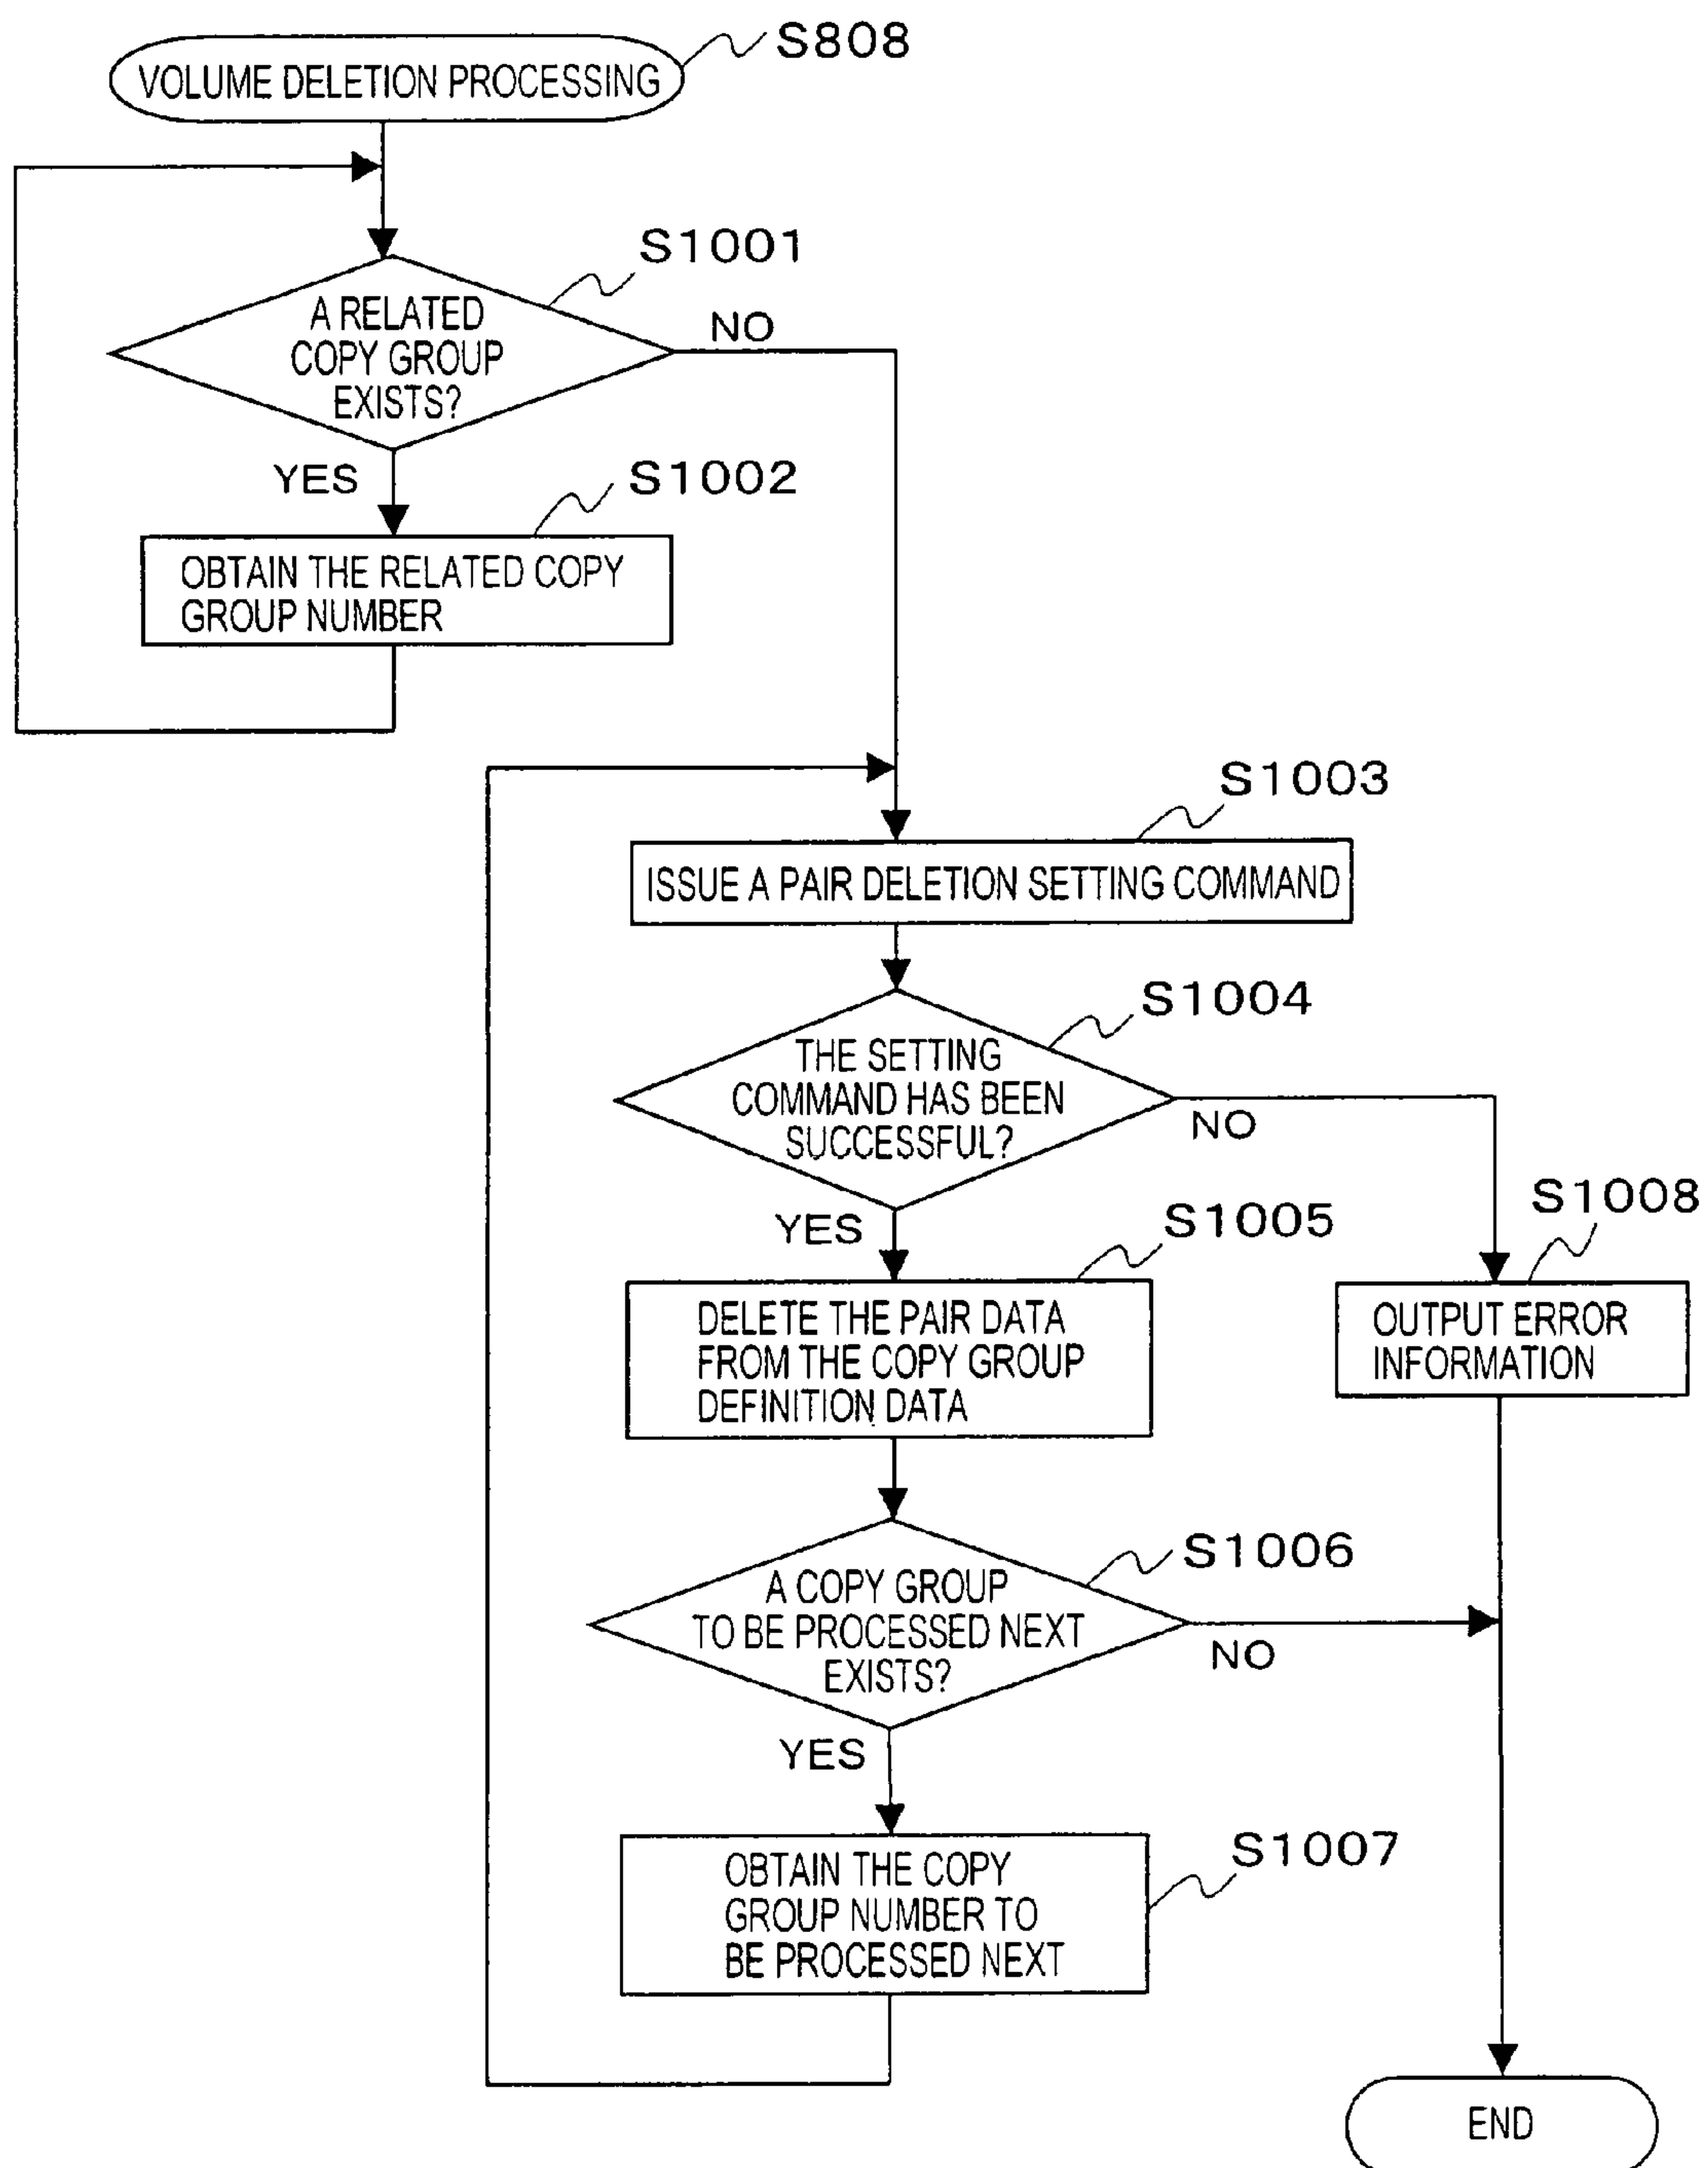 S808
VOLUME DELETION PROCESSING
S1001
A RELATED
COPY GROUP
EXISTS?
NO
YES
S1002
OBTAIN THE RELATED COPY
GROUP NUMBER
S1003
ISSUE A PAIR DELETION SETTING COMMAND
S1004
THE SETTING
COMMAND HAS BEEN
SUCCESSFUL?
NO
YES
S1005
S1008
DELETE THE PAIR DATA
FROM THE COPY GROUP
DEFINITION DATA
OUTPUT ERROR
INFORMATION
S1006
A COPY GROUP
TO BE PROCESSED NEXT
EXISTS?
NO
YES
S1007
OBTAIN THE COPY
GROUP NUMBER TO
BE PROCESSED NEXT
END